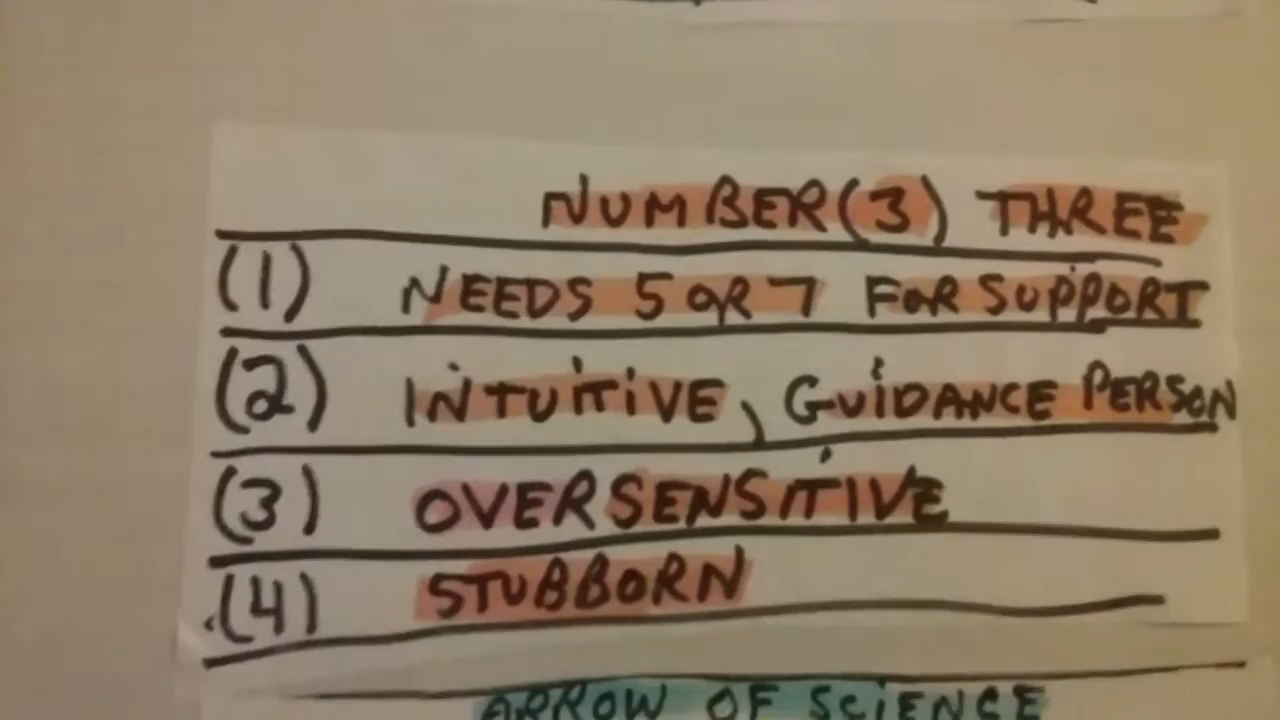 NUMBER (3) THREE
(1) NEEDS 5 OR 7 FOR SUPPORT
(2) INTUITIVE, GUIDANCE PERSON
(3) OVERSENSITIVE
(4) STUBBORN
ARROW OF SCIENCE